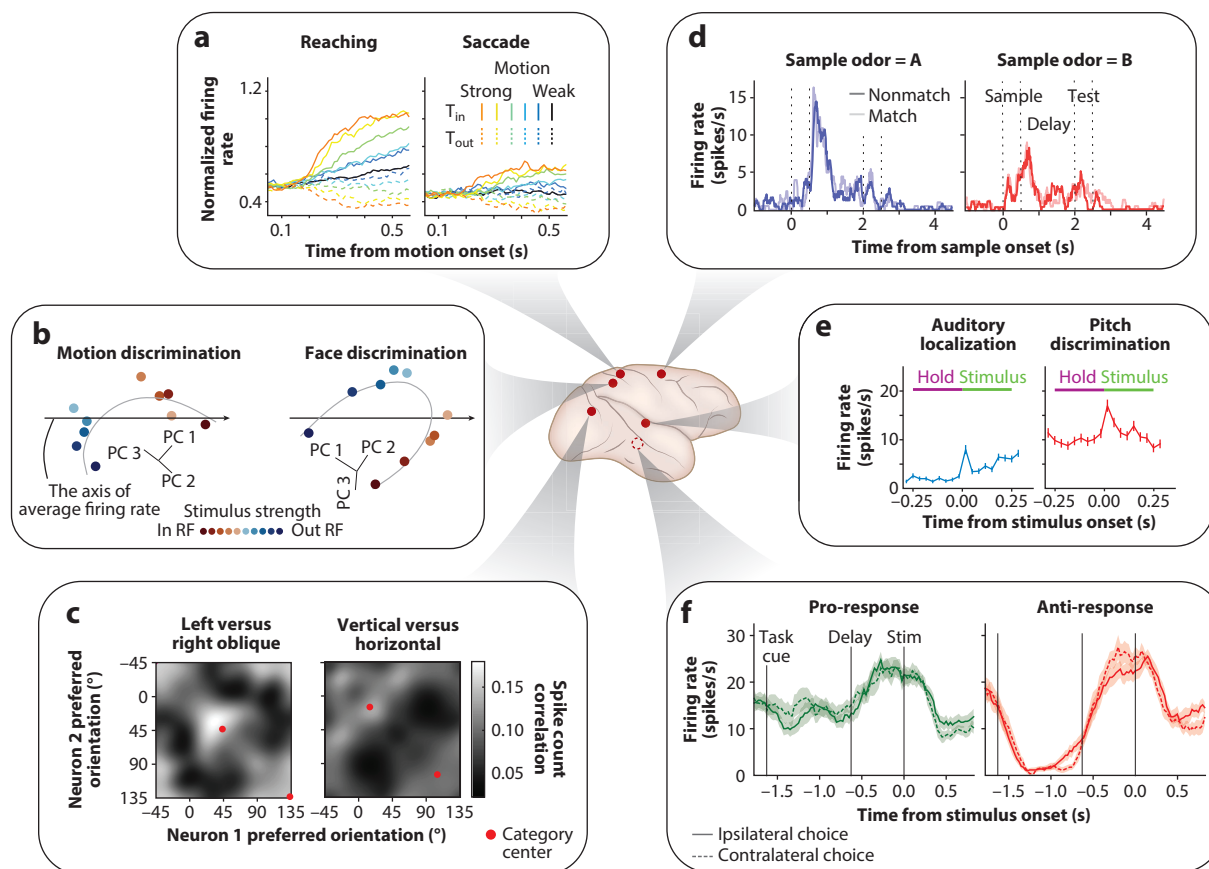 a
Reaching
Saccade
Motion
Strong Weak
T_in
T_out
Normalized firing
rate
1.2
0.4
0.1 0.5 0.1 0.5
Time from motion onset (s)
d
Sample odor = A
Sample odor = B
Nonmatch
Match
Sample Test
Delay
Firing rate
(spikes/s)
15
10
5
0
0 2 4 0 2 4
Time from sample onset (s)
b
Motion discrimination
Face discrimination
PC 1
PC 3
PC 2
PC 1
PC 2
PC 3
The axis of
average firing rate
Stimulus strength
In RF Out RF
e
Auditory
localization
Pitch
discrimination
Hold Stimulus
Hold Stimulus
Firing rate
(spikes/s)
20
10
0
−0.25 0.00 0.25 −0.25 0.00 0.25
Time from stimulus onset (s)
c
Left versus
right oblique
Vertical versus
horizontal
Neuron 2 preferred
orientation (°)
−45
0
45
90
135
−45 0 45 90 135 −45 0 45 90 135
Neuron 1 preferred orientation (°)
0.15
0.10
0.05
Spike count
correlation
Category
center
f
Pro-response
Anti-response
Task
cue
Delay
Stim
Firing rate
(spikes/s)
30
20
10
0
−1.5 −1.0 −0.5 0.0 0.5 −1.5 −1.0 −0.5 0.0 0.5
Time from stimulus onset (s)
Ipsilateral choice
Contralateral choice